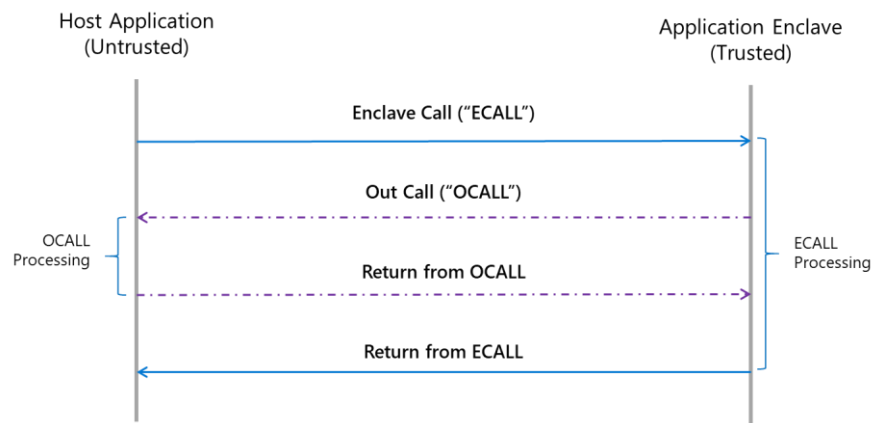 Host Application
(Untrusted)
Application Enclave
(Trusted)
Enclave Call (“ECALL”)
Out Call (“OCALL”)
OCALL
Processing
ECALL
Processing
Return from OCALL
Return from ECALL